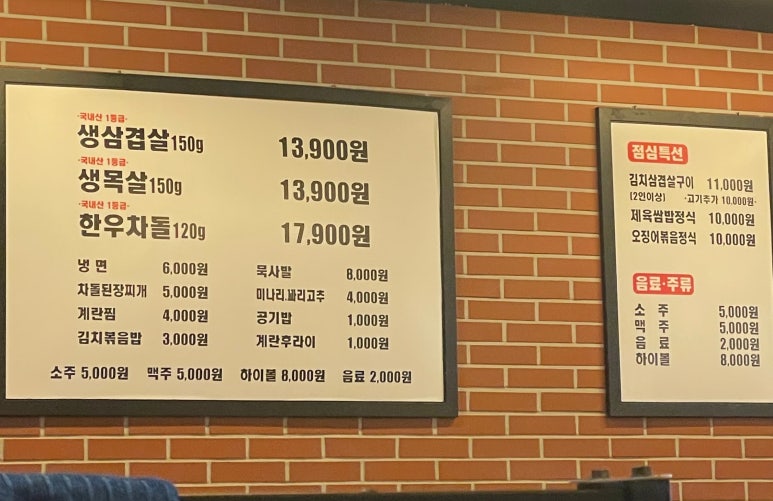 ·국내산 1등급·
생삼겹살150g 13,900원
·국내산 1등급·
생목살150g 13,900원
·국내산 1등급·
한우차돌120g 17,900원
냉 면 6,000원 묵사발 8,000원
차돌된장찌개 5,000원 미나리.꽈리고추 4,000원
계란찜 4,000원 공기밥 1,000원
김치볶음밥 3,000원 계란후라이 1,000원
소주 5,000원 맥주 5,000원 하이볼 8,000원 음료 2,000원
점심특선
김치삼겹살구이 11,000원
(2인이상) ·고기추가 10,000원·
제육쌈밥정식 10,000원
오징어볶음정식 10,000원
음료·주류
소 주 5,000원
맥 주 5,000원
음 료 2,000원
하이볼 8,000원